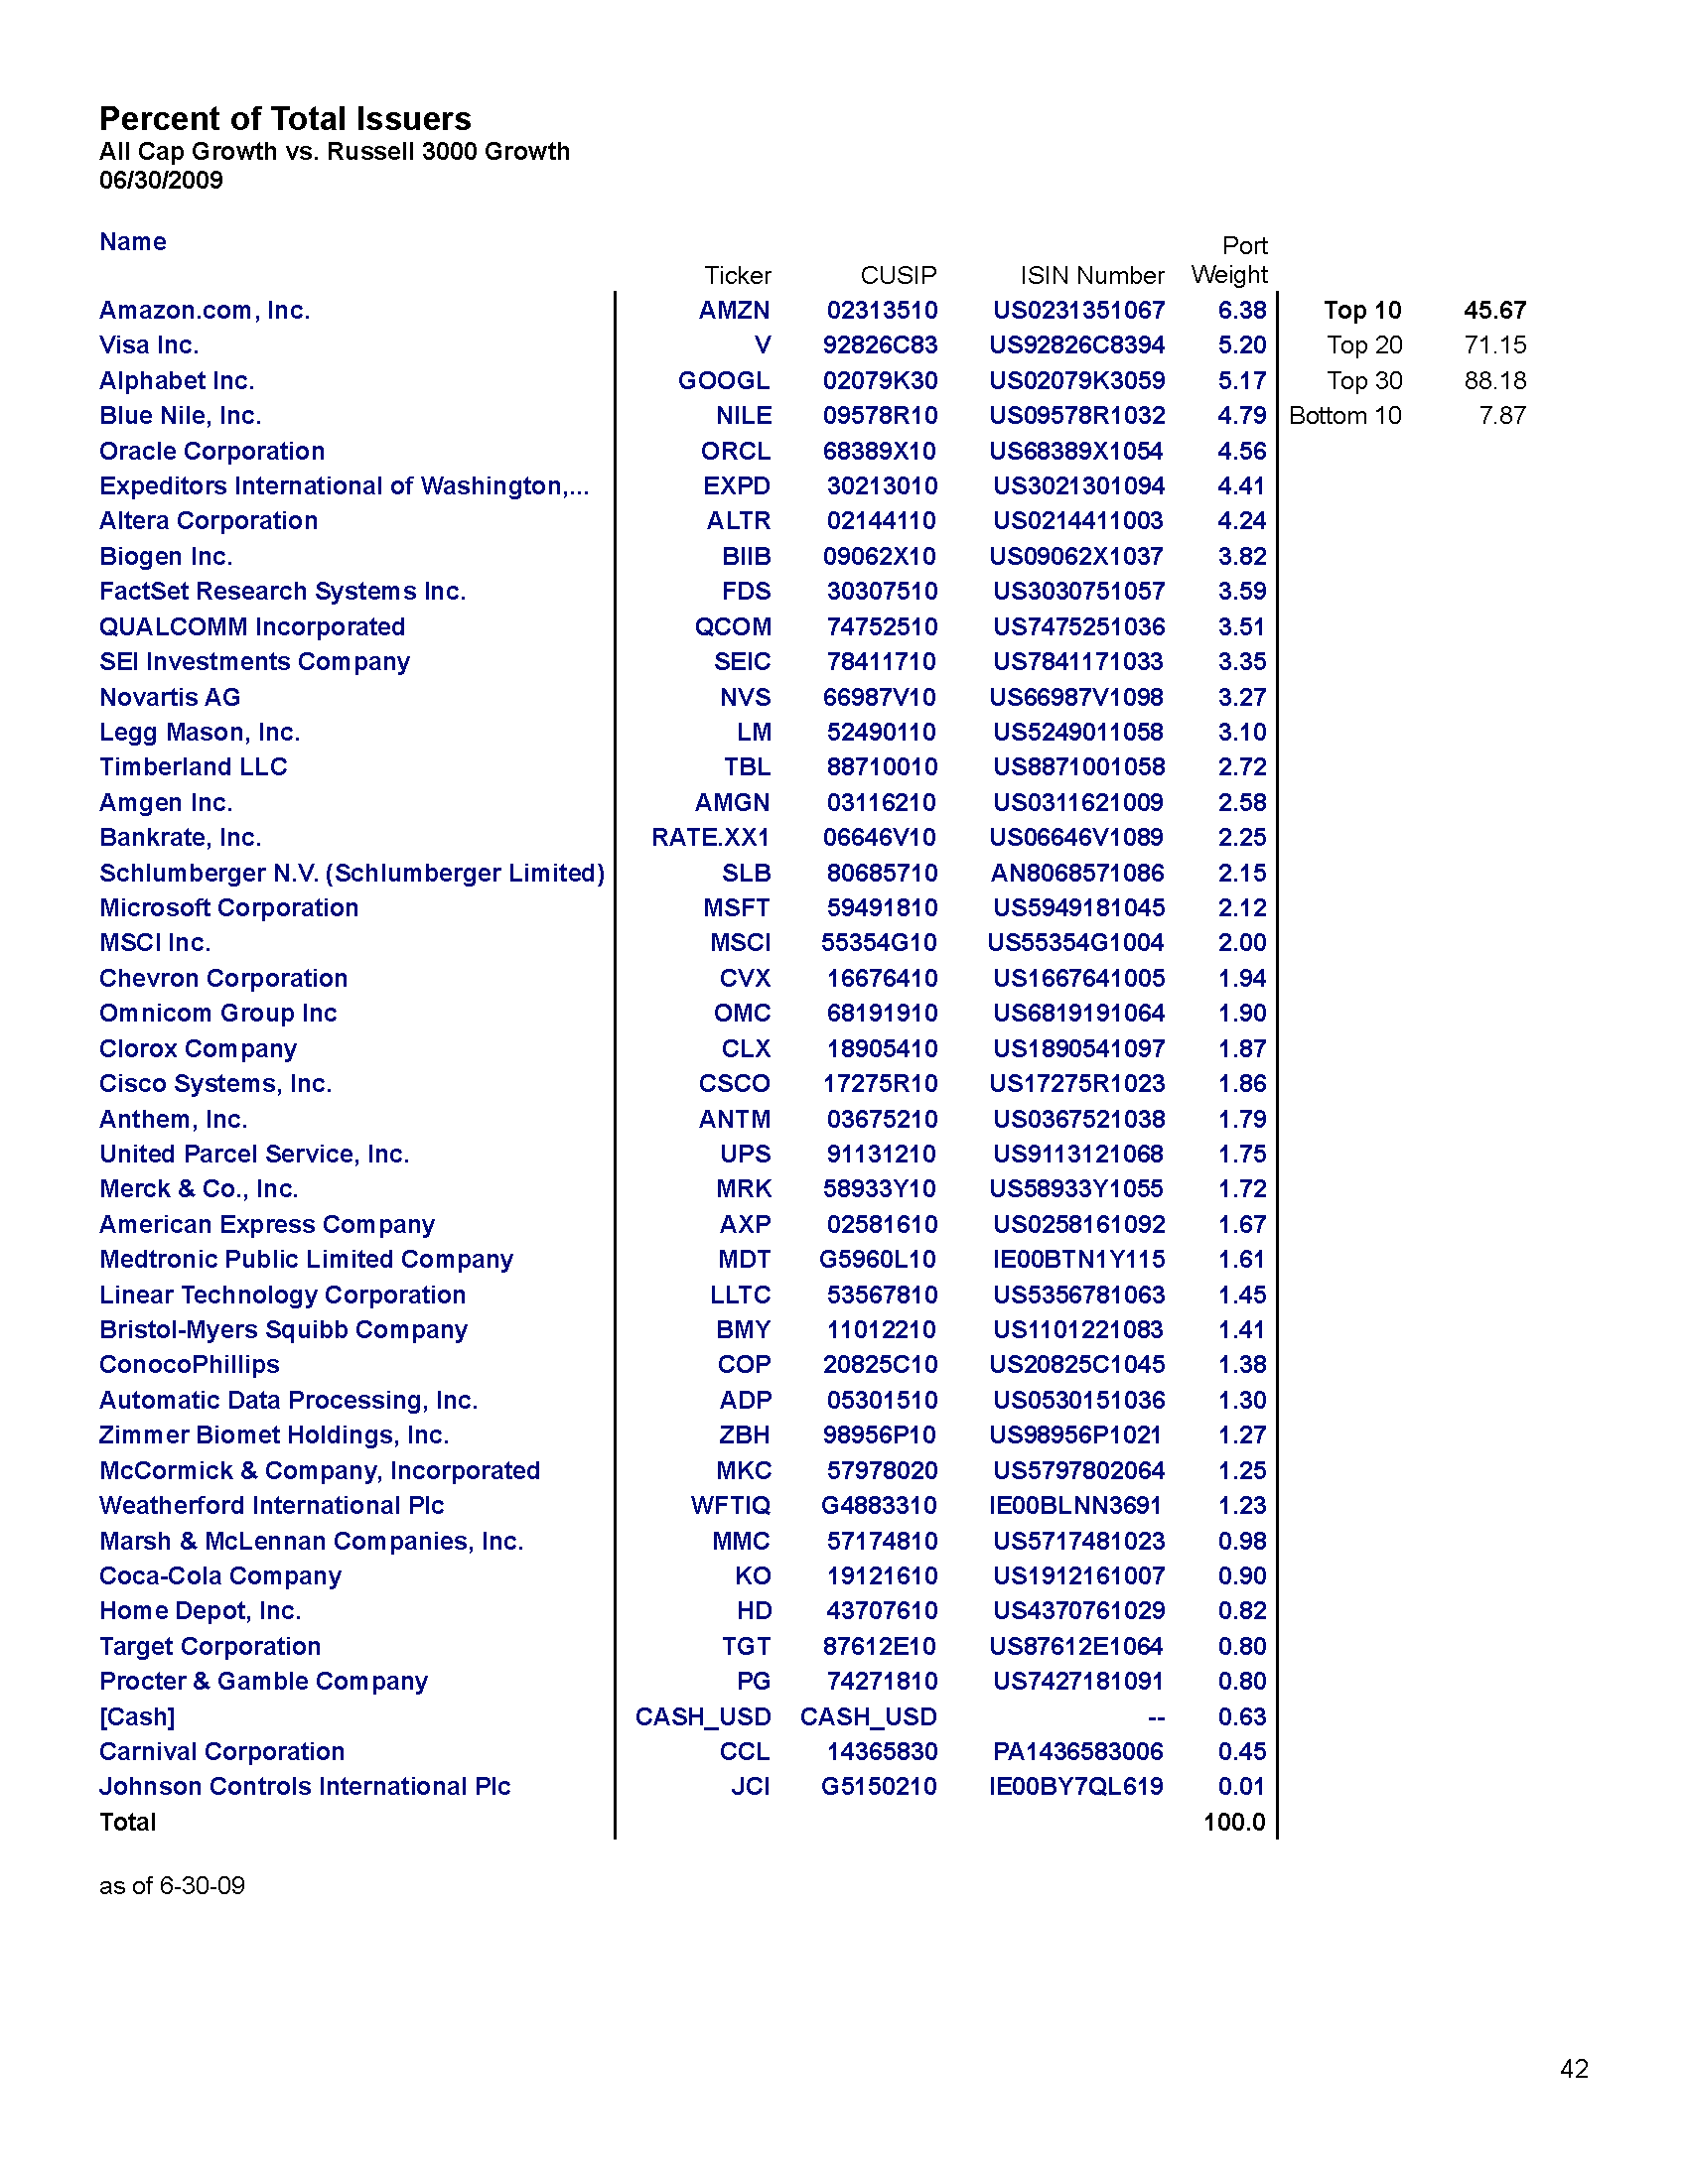 Percent of Total Issuers
All Cap Growth vs. Russell 3000 Growth
06/30/2009
Name Ticker CUSIP ISIN Number Port Weight
Amazon.com, Inc. AMZN 02313510 US0231351067 6.38 Top 10 45.67
Visa Inc. V 92826C83 US92826C8394 5.20 Top 20 71.15
Alphabet Inc. GOOGL 02079K30 US02079K3059 5.17 Top 30 88.18
Blue Nile, Inc. NILE 09578R10 US09578R1032 4.79 Bottom 10 7.87
Oracle Corporation ORCL 68389X10 US68389X1054 4.56
Expeditors International of Washington,... EXPD 30213010 US3021301094 4.41
Altera Corporation ALTR 02144110 US0214411003 4.24
Biogen Inc. BIIB 09062X10 US09062X1037 3.82
FactSet Research Systems Inc. FDS 30307510 US3030751057 3.59
QUALCOMM Incorporated QCOM 74752510 US7475251036 3.51
SEI Investments Company SEIC 78411710 US7841171033 3.35
Novartis AG NVS 66987V10 US66987V1098 3.27
Legg Mason, Inc. LM 52490110 US5249011058 3.10
Timberland LLC TBL 88710010 US8871001058 2.72
Amgen Inc. AMGN 03116210 US0311621009 2.58
Bankrate, Inc. RATE.XX1 06646V10 US06646V1089 2.25
Schlumberger N.V. (Schlumberger Limited) SLB 80685710 AN8068571086 2.15
Microsoft Corporation MSFT 59491810 US5949181045 2.12
MSCI Inc. MSCI 55354G10 US55354G1004 2.00
Chevron Corporation CVX 16676410 US1667641005 1.94
Omnicom Group Inc OMC 68191910 US6819191064 1.90
Clorox Company CLX 18905410 US1890541097 1.87
Cisco Systems, Inc. CSCO 17275R10 US17275R1023 1.86
Anthem, Inc. ANTM 03675210 US0367521038 1.79
United Parcel Service, Inc. UPS 91131210 US9113121068 1.75
Merck & Co., Inc. MRK 58933Y10 US58933Y1055 1.72
American Express Company AXP 02581610 US0258161092 1.67
Medtronic Public Limited Company MDT G5960L10 IE00BTN1Y115 1.61
Linear Technology Corporation LLTC 53567810 US5356781063 1.45
Bristol-Myers Squibb Company BMY 11012210 US1101221083 1.41
ConocoPhillips COP 20825C10 US20825C1045 1.38
Automatic Data Processing, Inc. ADP 05301510 US0530151036 1.30
Zimmer Biomet Holdings, Inc. ZBH 98956P10 US98956P1021 1.27
McCormick & Company, Incorporated MKC 57978020 US5797802064 1.25
Weatherford International Plc WFTIQ G4883310 IE00BLNN3691 1.23
Marsh & McLennan Companies, Inc. MMC 57174810 US5717481023 0.98
Coca-Cola Company KO 19121610 US1912161007 0.90
Home Depot, Inc. HD 43707610 US4370761029 0.82
Target Corporation TGT 87612E10 US87612E1064 0.80
Procter & Gamble Company PG 74271810 US7427181091 0.80
[Cash] CASH_USD CASH_USD -- 0.63
Carnival Corporation CCL 14365830 PA1436583006 0.45
Johnson Controls International Plc JCI G5150210 IE00BY7QL619 0.01
Total 100.0
as of 6-30-09
42